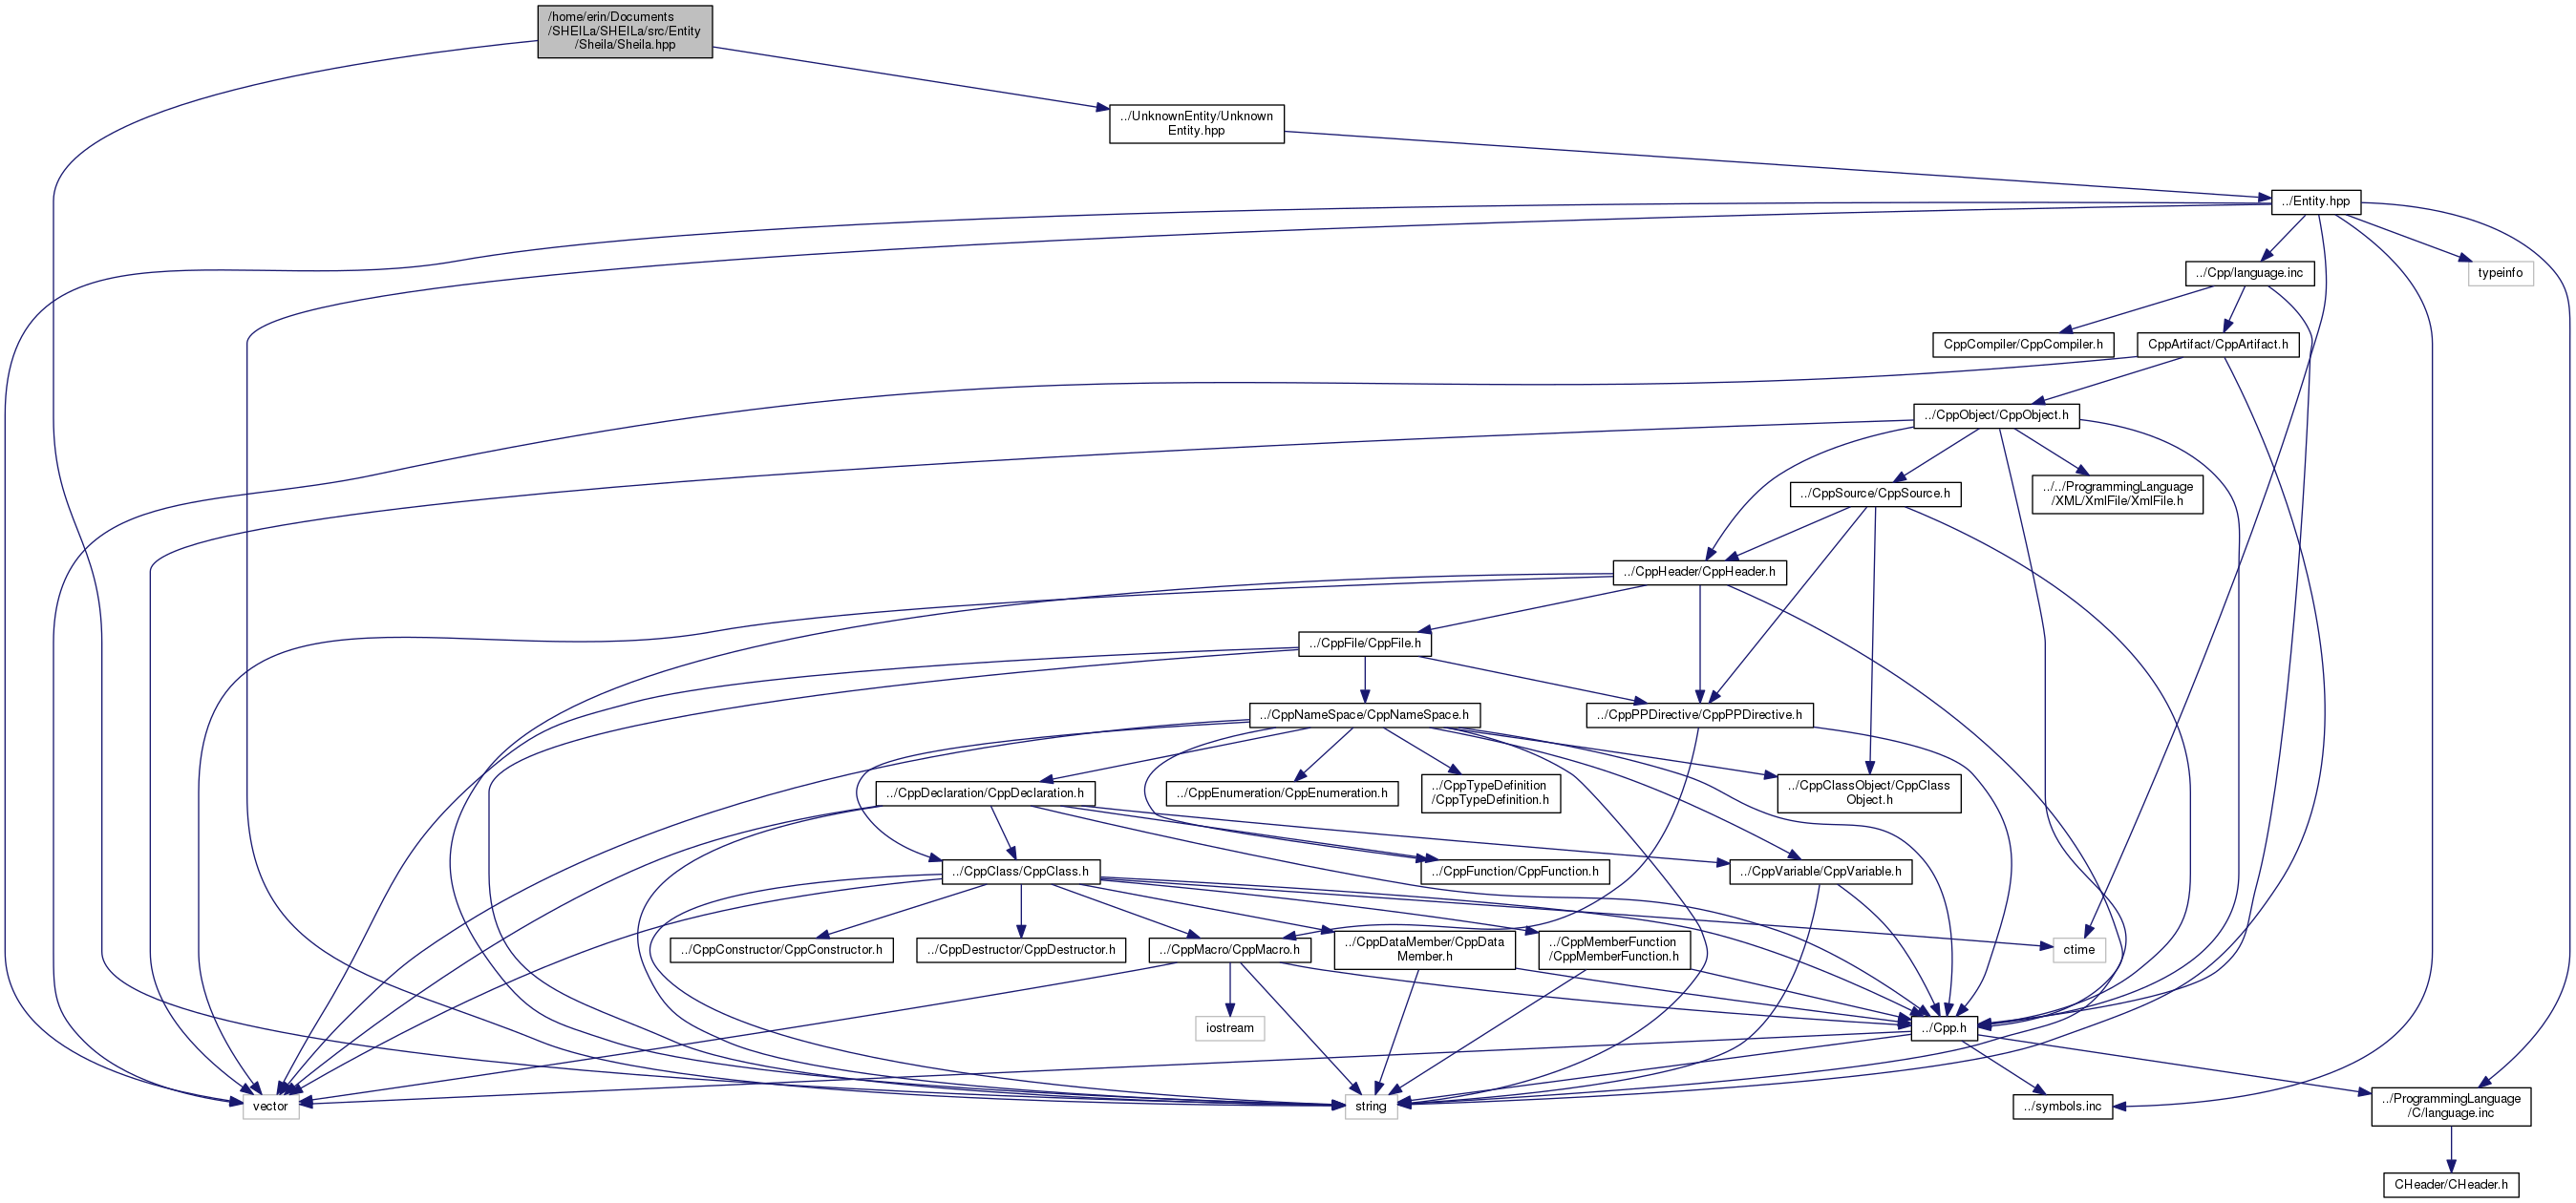 /home/erin/Documents
/SHEILa/SHEILa/src/Entity
/Sheila/Sheila.hpp
../UnknownEntity/Unknown
Entity.hpp
../Entity.hpp
../Cpp/language.inc
typeinfo
CppCompiler/CppCompiler.h
CppArtifact/CppArtifact.h
../CppObject/CppObject.h
../CppSource/CppSource.h
../../ProgrammingLanguage
/XML/XmlFile/XmlFile.h
../CppHeader/CppHeader.h
../CppFile/CppFile.h
../CppNameSpace/CppNameSpace.h
../CppPPDirective/CppPPDirective.h
../CppDeclaration/CppDeclaration.h
../CppEnumeration/CppEnumeration.h
../CppTypeDefinition
/CppTypeDefinition.h
../CppClassObject/CppClass
Object.h
../CppClass/CppClass.h
../CppFunction/CppFunction.h
../CppVariable/CppVariable.h
../CppConstructor/CppConstructor.h
../CppDestructor/CppDestructor.h
../CppMacro/CppMacro.h
../CppDataMember/CppData
Member.h
../CppMemberFunction
/CppMemberFunction.h
ctime
iostream
../Cpp.h
vector
string
../symbols.inc
../ProgrammingLanguage
/C/language.inc
CHeader/CHeader.h